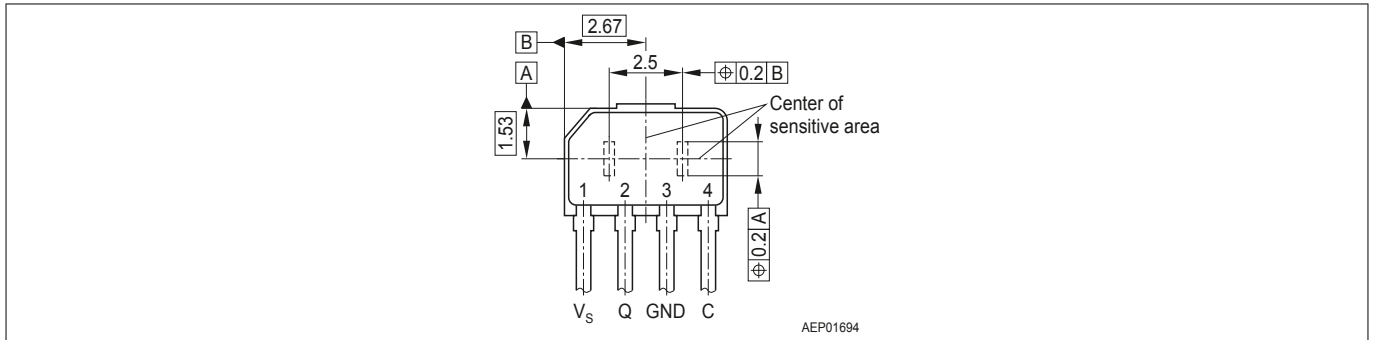 2.67
B
2.5
⌖ 0.2 B
A
Center of
sensitive area
1.53
1 2 3 4
⌖ 0.2 A
V_S Q GND C
AEP01694